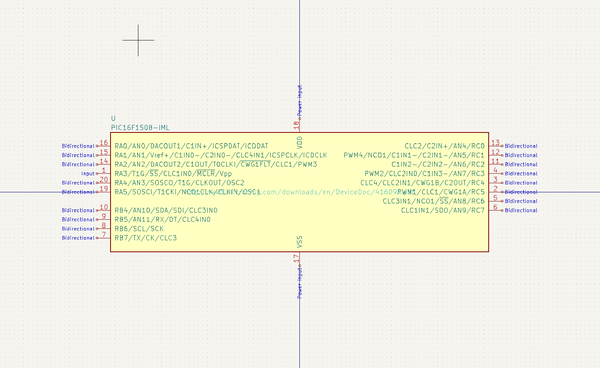 Power input
18
VDD
U
PIC16F1508-IML
Bidirectional 16 RA0/AN0/DACOUT1/C1IN+/ICSPDAT/ICDDAT
Bidirectional 15 RA1/AN1/Vref+/C1IN0-/C2IN0-/CLC4IN1/ICSPCLK/ICDCLK
Bidirectional 14 RA2/AN2/DACOUT2/C1OUT/T0CKI/CWG1FLT/CLC1/PWM3
Input 1 RA3/T1G/SS/CLC1IN0/MCLR/Vpp
Bidirectional 20 RA4/AN3/SOSCO/T1G/CLKOUT/OSC2
Bidirectional 19 RA5/SOSCI/T1CKI/NCO1CLK/CLKIN/OSC1
Bidirectional 10 RB4/AN10/SDA/SDI/CLC3IN0
Bidirectional 9 RB5/AN11/RX/DT/CLC4IN0
Bidirectional 8 RB6/SCL/SCK
Bidirectional 7 RB7/TX/CK/CLC3
CLC2/C2IN+/AN4/RC0 13 Bidirectional
PWM4/NCO1/C1IN1-/C2IN1-/AN5/RC1 12 Bidirectional
C1IN2-/C2IN2-/AN6/RC2 11 Bidirectional
PWM2/CLC2IN0/C1IN3-/AN7/RC3 4 Bidirectional
CLC4/CLC2IN1/CWG1B/C2OUT/RC4 3 Bidirectional
.com/downloads/en/DeviceDoc/41609 PWM1/CLC1/CWG1A/RC5 2 Bidirectional
CLC3IN1/NCO1/SS/AN8/RC6 5 Bidirectional
CLC1IN1/SDO/AN9/RC7 6 Bidirectional
VSS
17
Power input